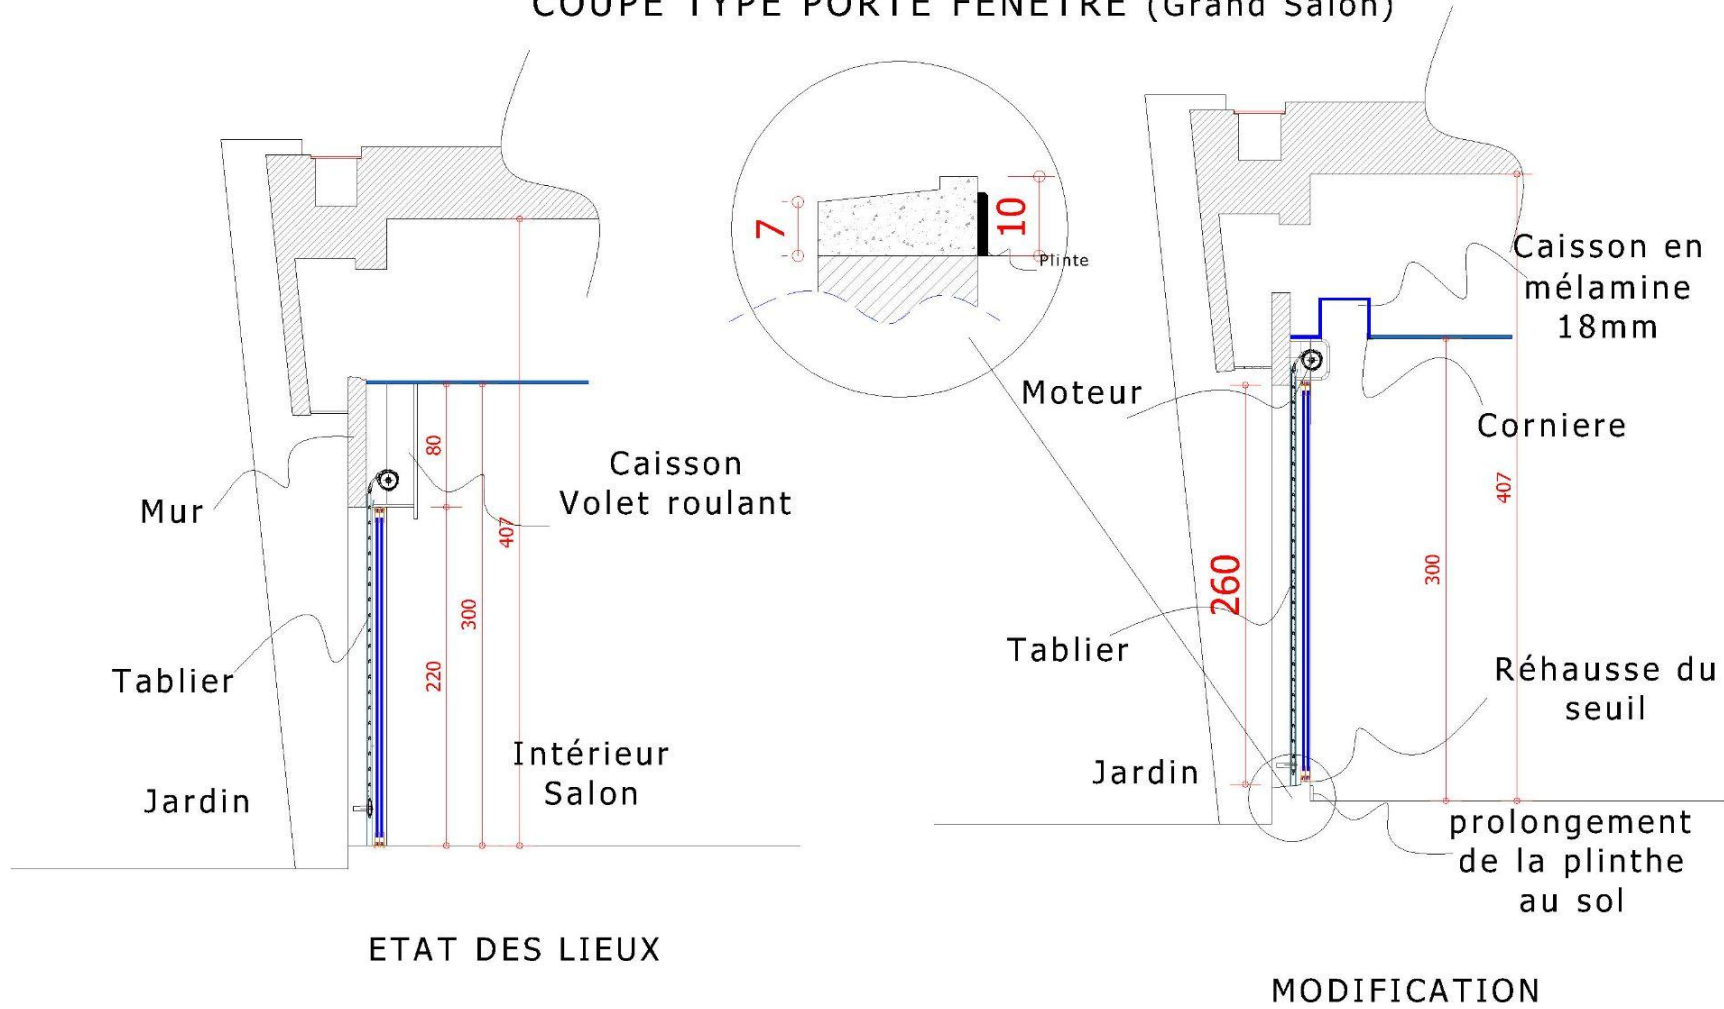 COUPE TYPE PORTE FENETRE (Grand Salon)
7
10
Plinte
80
220
300
407
Caisson
Volet roulant
Mur
Tablier
Intérieur
Salon
Jardin
ETAT DES LIEUX
Caisson en
mélamine
18mm
Moteur
Corniere
407
300
260
Tablier
Réhausse du
seuil
Jardin
prolongement
de la plinthe
au sol
MODIFICATION